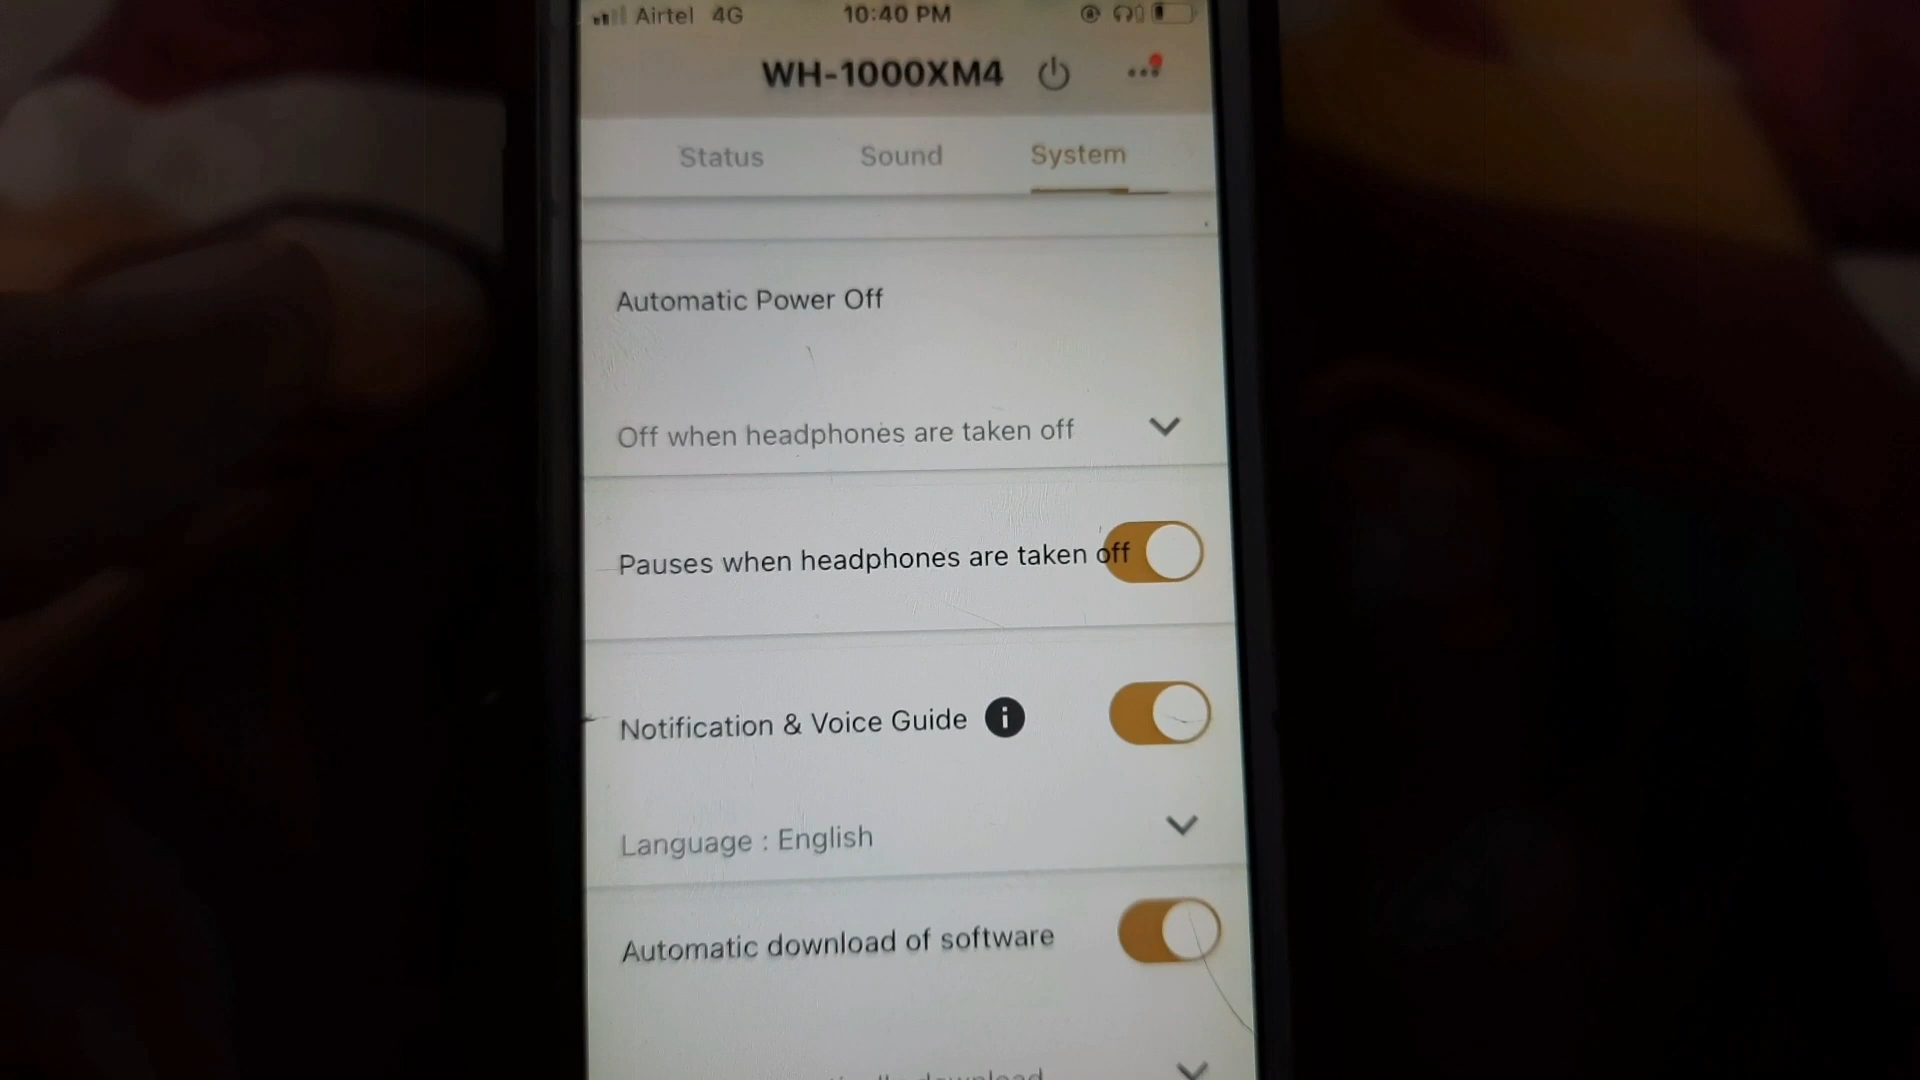 Airtel 4G 10:40 PM
WH-1000XM4
Status Sound System
Automatic Power Off
Off when headphones are taken off
Pauses when headphones are taken off
Notification & Voice Guide
Language : English
Automatic download of software
download